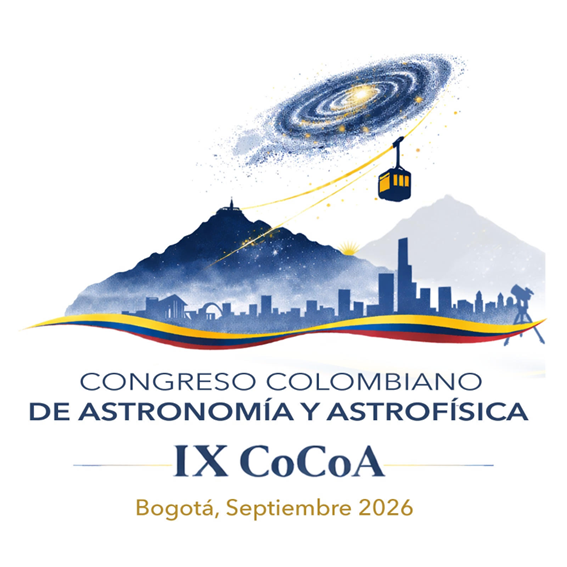 CONGRESO COLOMBIANO
DE ASTRONOMÍA Y ASTROFÍSICA
IX CoCoA
Bogotá, Septiembre 2026